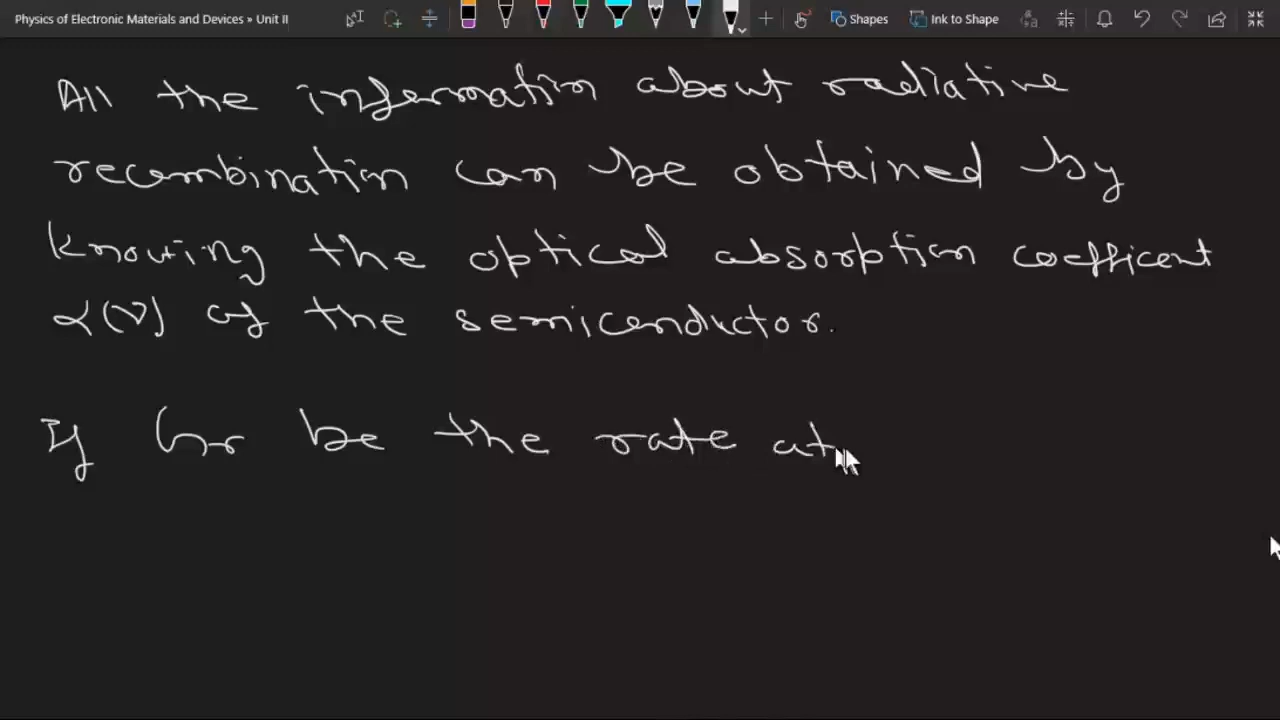 Physics of Electronic Materials and Devices » Unit II
Shapes
Ink to Shape
All the information about radiative
recombination can be obtained by
knowing the optical absorption coefficent
α(ν) of the semiconductor.
If Gr be the rate at